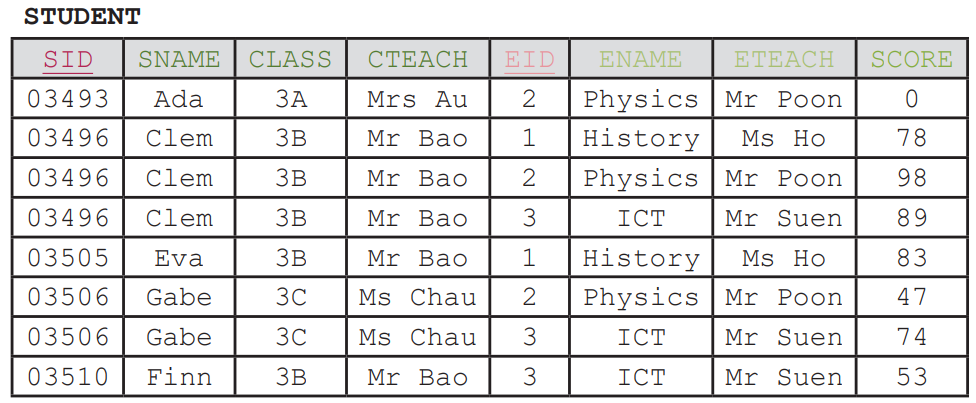 STUDENT
SID SNAME CLASS CTEACH EID ENAME ETEACH SCORE
03493 Ada 3A Mrs Au 2 Physics Mr Poon 0
03496 Clem 3B Mr Bao 1 History Ms Ho 78
03496 Clem 3B Mr Bao 2 Physics Mr Poon 98
03496 Clem 3B Mr Bao 3 ICT Mr Suen 89
03505 Eva 3B Mr Bao 1 History Ms Ho 83
03506 Gabe 3C Ms Chau 2 Physics Mr Poon 47
03506 Gabe 3C Ms Chau 3 ICT Mr Suen 74
03510 Finn 3B Mr Bao 3 ICT Mr Suen 53